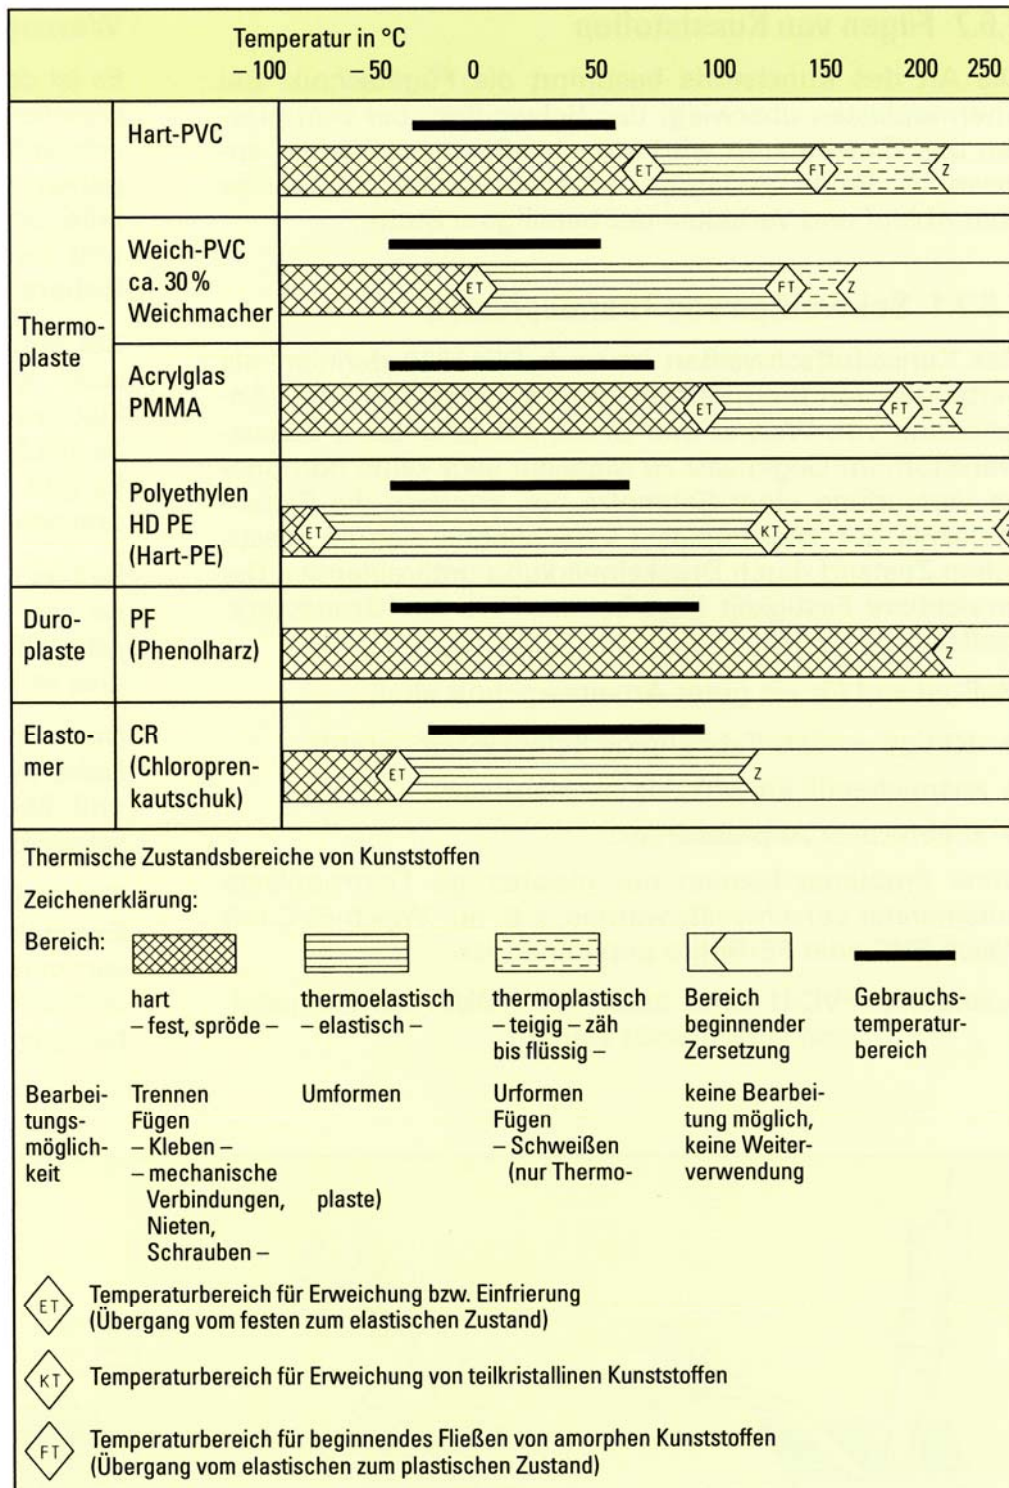 Temperatur in °C
– 100 – 50 0 50 100 150 200 250
Thermo-
plaste
Hart-PVC
ET FT Z
Weich-PVC
ca. 30 %
Weichmacher
ET FT Z
Acrylglas
PMMA
ET FT Z
Polyethylen
HD PE
(Hart-PE)
ET KT Z
Duro-
plaste
PF
(Phenolharz)
Z
Elasto-
mer
CR
(Chloropren-
kautschuk)
ET Z
Thermische Zustandsbereiche von Kunststoffen
Zeichenerklärung:
Bereich:
hart
– fest, spröde –
thermoelastisch
– elastisch –
thermoplastisch
– teigig – zäh
bis flüssig –
Bereich
beginnender
Zersetzung
Gebrauchs-
temperatur-
bereich
Bearbei-
tungs-
möglich-
keit
Trennen
Fügen
– Kleben –
– mechanische
Verbindungen,
Nieten,
Schrauben –
Umformen
Urformen
Fügen
– Schweißen
(nur Thermo-
plaste)
keine Bearbei-
tung möglich,
keine Weiter-
verwendung
ET
Temperaturbereich für Erweichung bzw. Einfrierung
(Übergang vom festen zum elastischen Zustand)
KT
Temperaturbereich für Erweichung von teilkristallinen Kunststoffen
FT
Temperaturbereich für beginnendes Fließen von amorphen Kunststoffen
(Übergang vom elastischen zum plastischen Zustand)